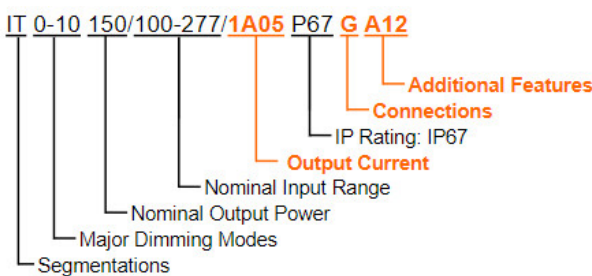 IT 0-10 150/100-277/1A05 P67 G A12
Additional Features
Connections
IP Rating: IP67
Output Current
Nominal Input Range
Nominal Output Power
Major Dimming Modes
Segmentations